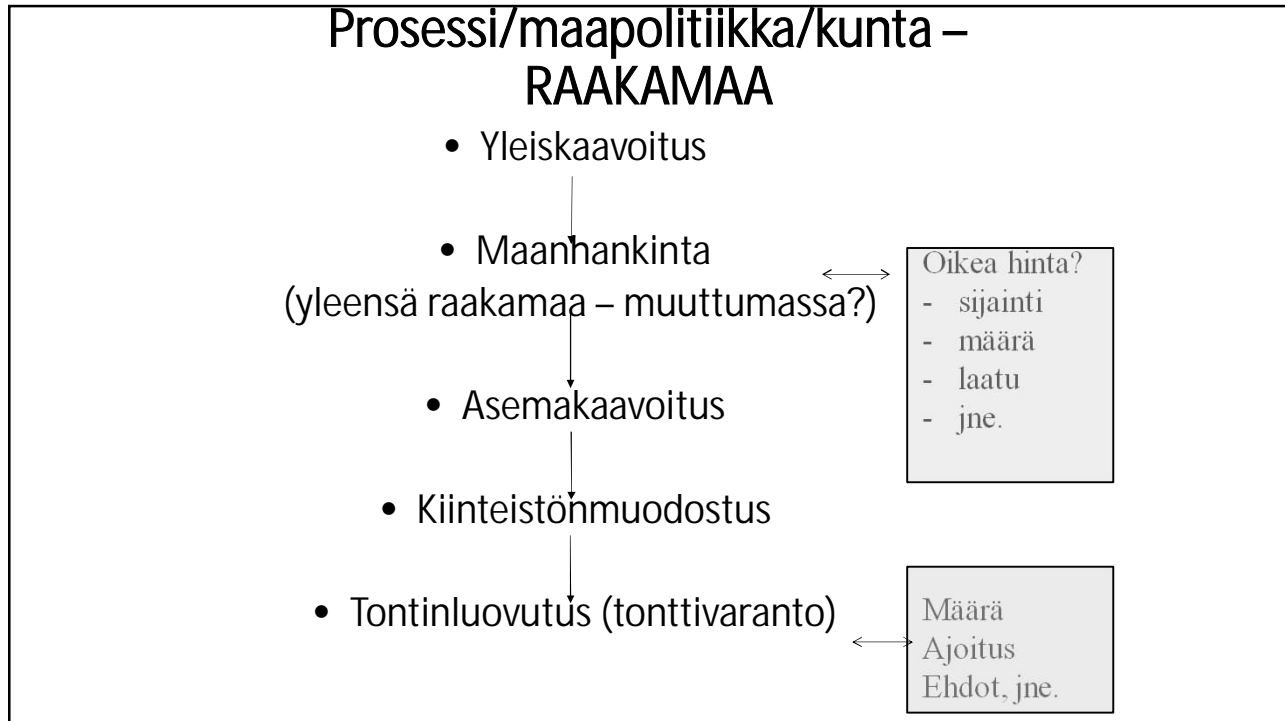 Prosessi/maapolitiikka/kunta –
RAAKAMAA
• Yleiskaavoitus
• Maanhankinta
(yleensä raakamaa – muuttumassa?)
• Asemakaavoitus
• Kiinteistönmuodostus
• Tontinluovutus (tonttivaranto)
Oikea hinta?
- sijainti
- määrä
- laatu
- jne.
Määrä
Ajoitus
Ehdot, jne.